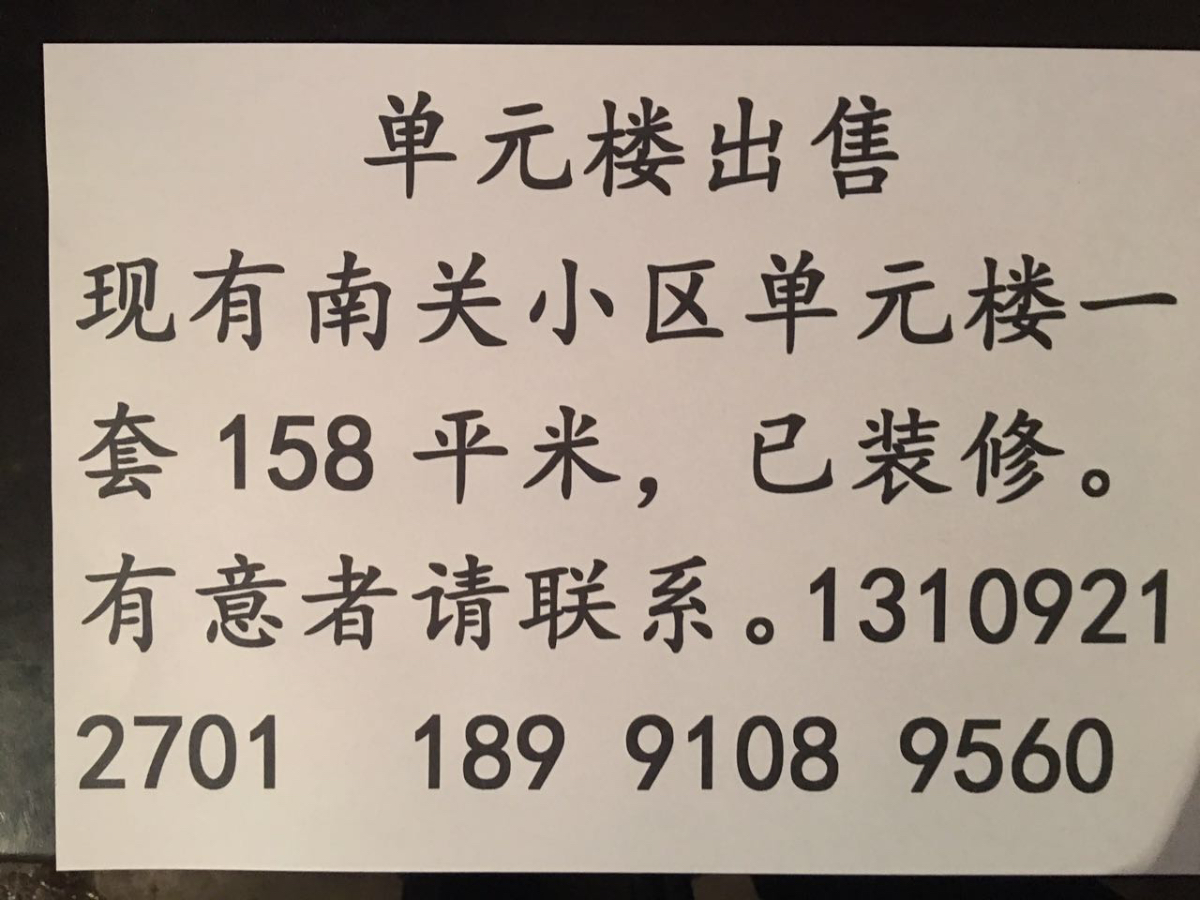 单元楼出售
现有南关小区单元楼一
套 158 平米，已装修。
有意者请联系。1310921
2701 189 9108 9560